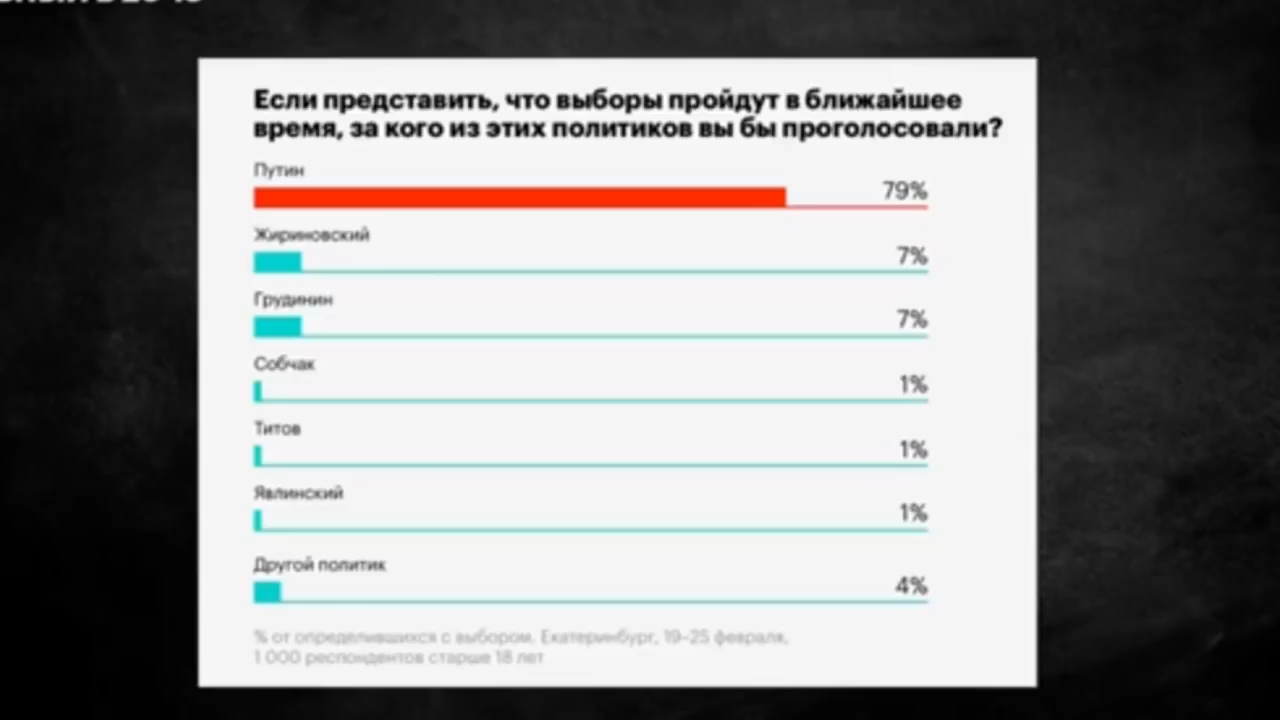 Если представить, что выборы пройдут в ближайшее
время, за кого из этих политиков вы бы проголосовали?
Путин
79%
Жириновский
7%
Грудинин
7%
Собчак
1%
Титов
1%
Явлинский
1%
Другой политик
4%
% от определившихся с выбором. Екатеринбург, 19–25 февраля,
1 000 респондентов старше 18 лет